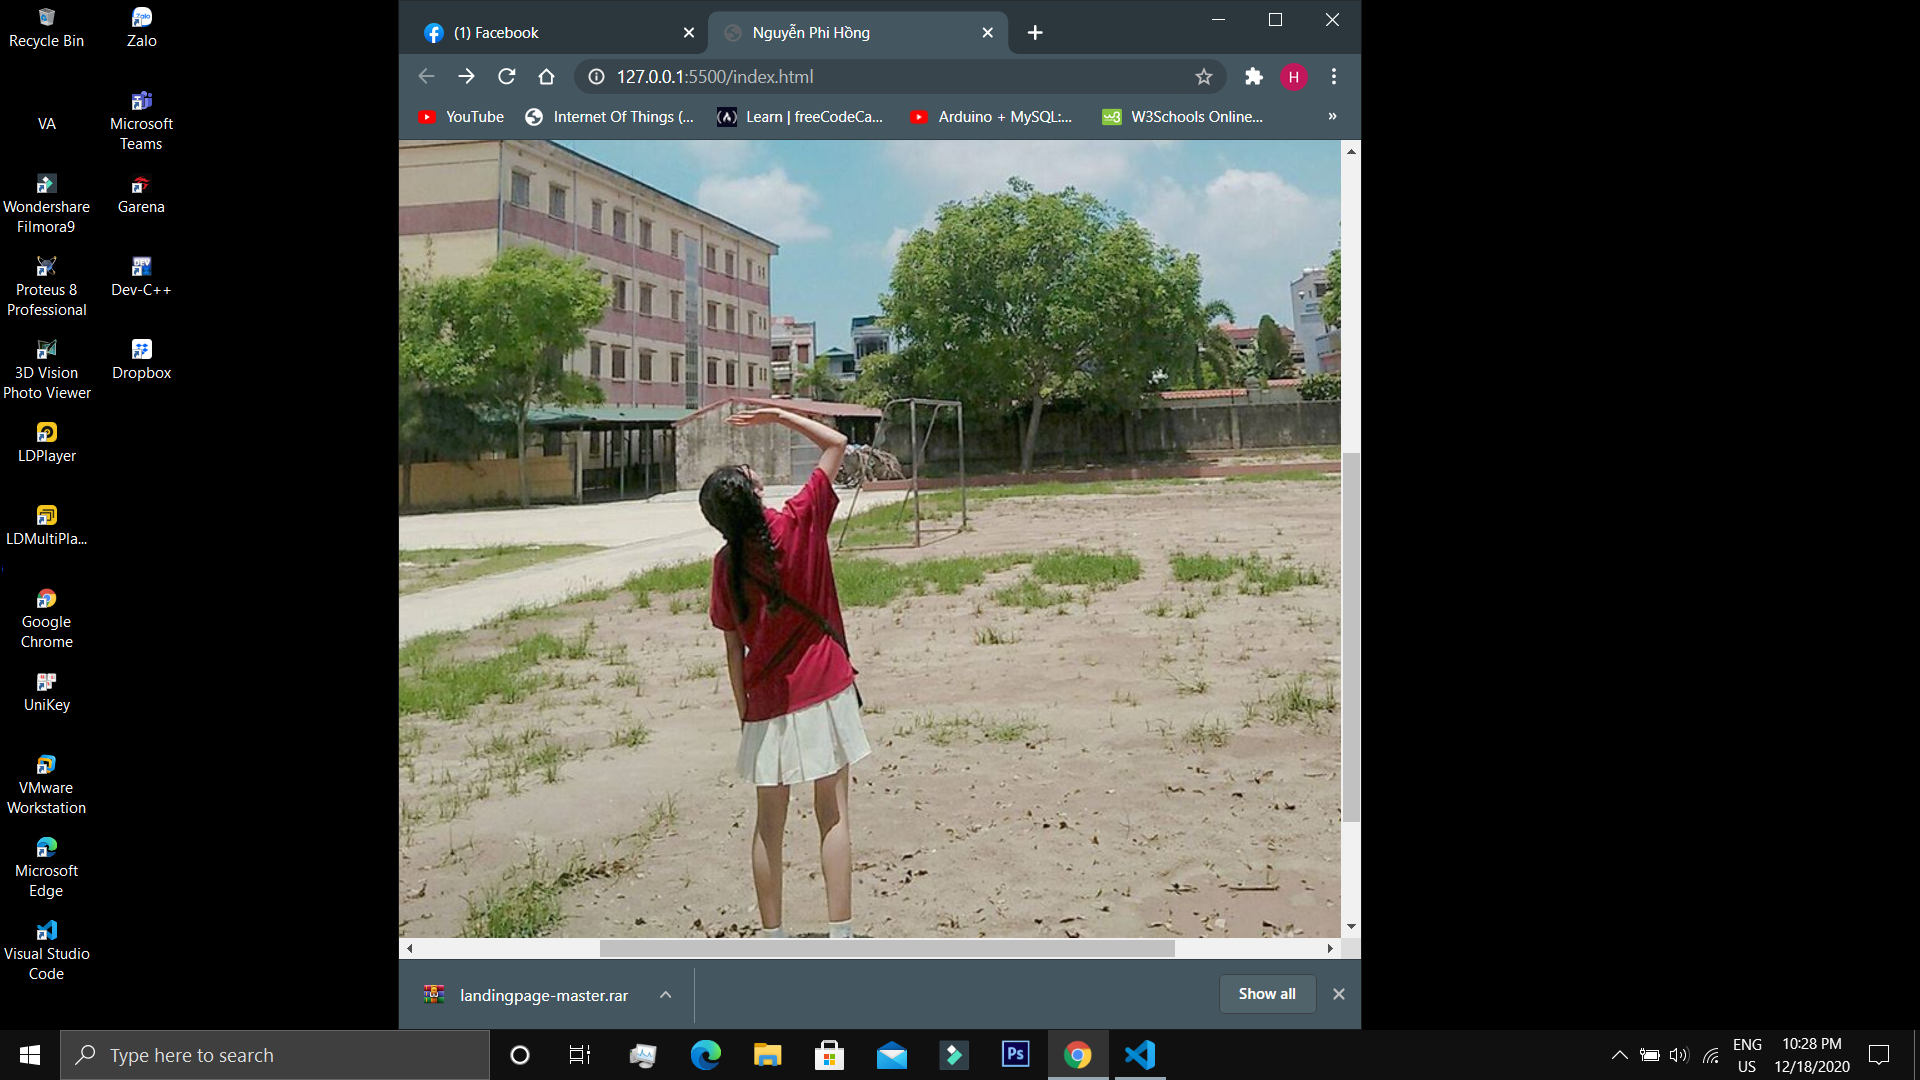 Recycle Bin
Zalo
VA
Microsoft
Teams
Wondershare
Filmora9
Garena
Proteus 8
Professional
Dev-C++
3D Vision
Photo Viewer
Dropbox
LDPlayer
LDMultiPla...
Google
Chrome
UniKey
VMware
Workstation
Microsoft
Edge
Visual Studio
Code
(1) Facebook
Nguyễn Phi Hồng
127.0.0.1:5500/index.html
H
YouTube
Internet Of Things (...
Learn | freeCodeCa...
Arduino + MySQL:...
W3Schools Online...
»
landingpage-master.rar
Show all
Type here to search
Ps
ENG
US
10:28 PM
12/18/2020